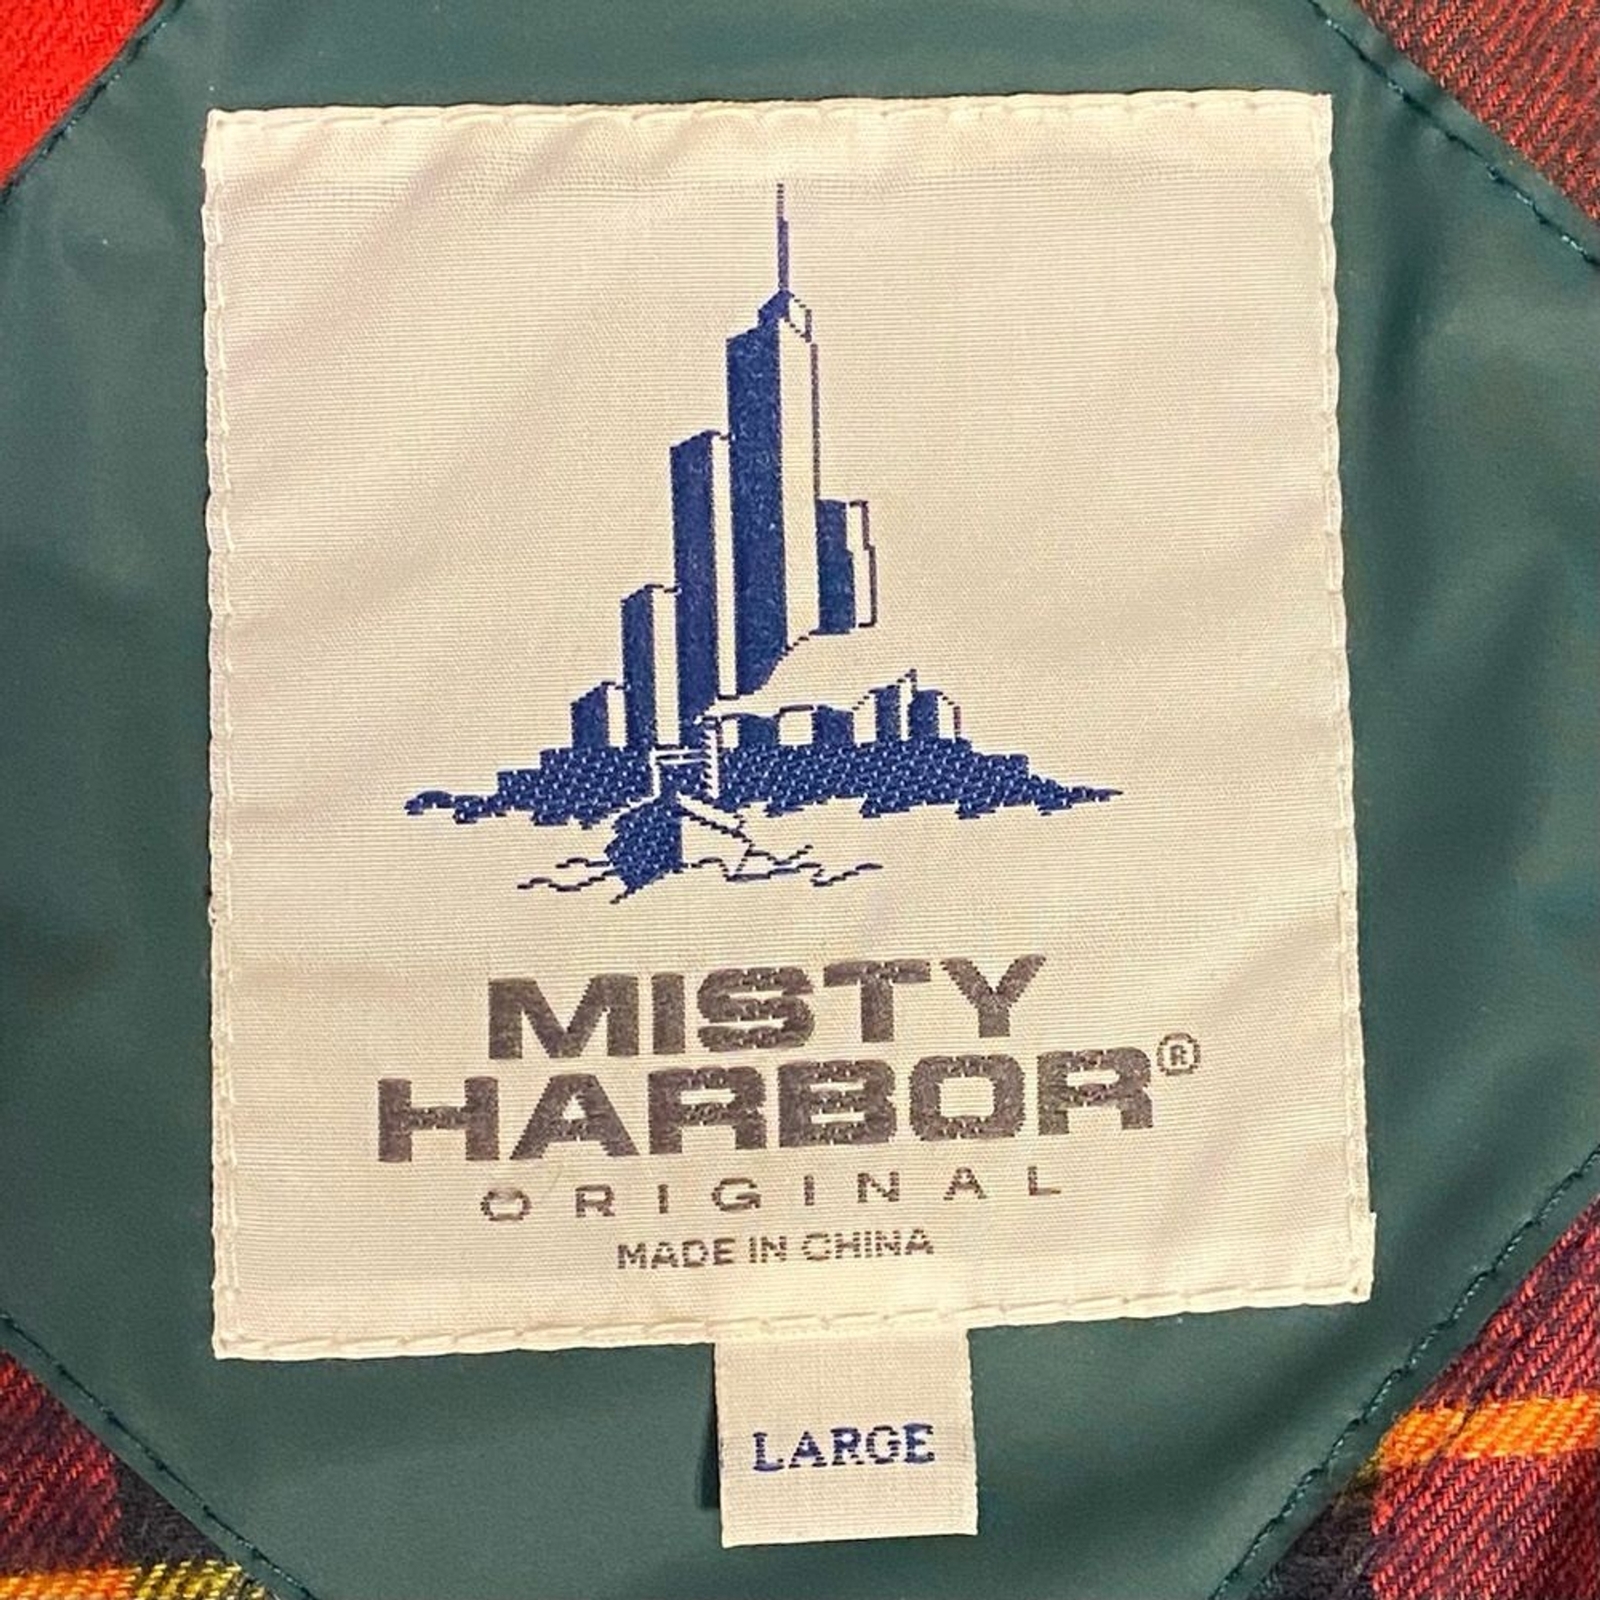 MISTY
HARBOR®
ORIGINAL
MADE IN CHINA
LARGE